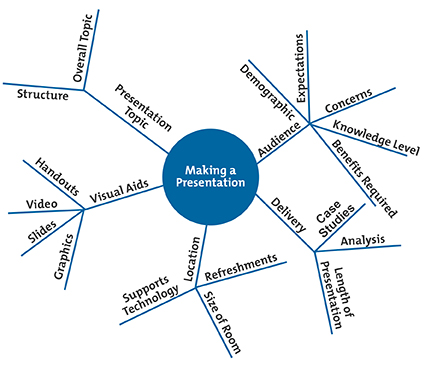 Making a
Presentation
Presentation
Topic
Overall Topic
Structure
Visual Aids
Handouts
Video
Slides
Graphics
Location
Supports
Technology
Refreshments
Size of Room
Delivery
Case
Studies
Analysis
Length of
Presentation
Audience
Demographic
Expectations
Concerns
Knowledge Level
Benefits Required